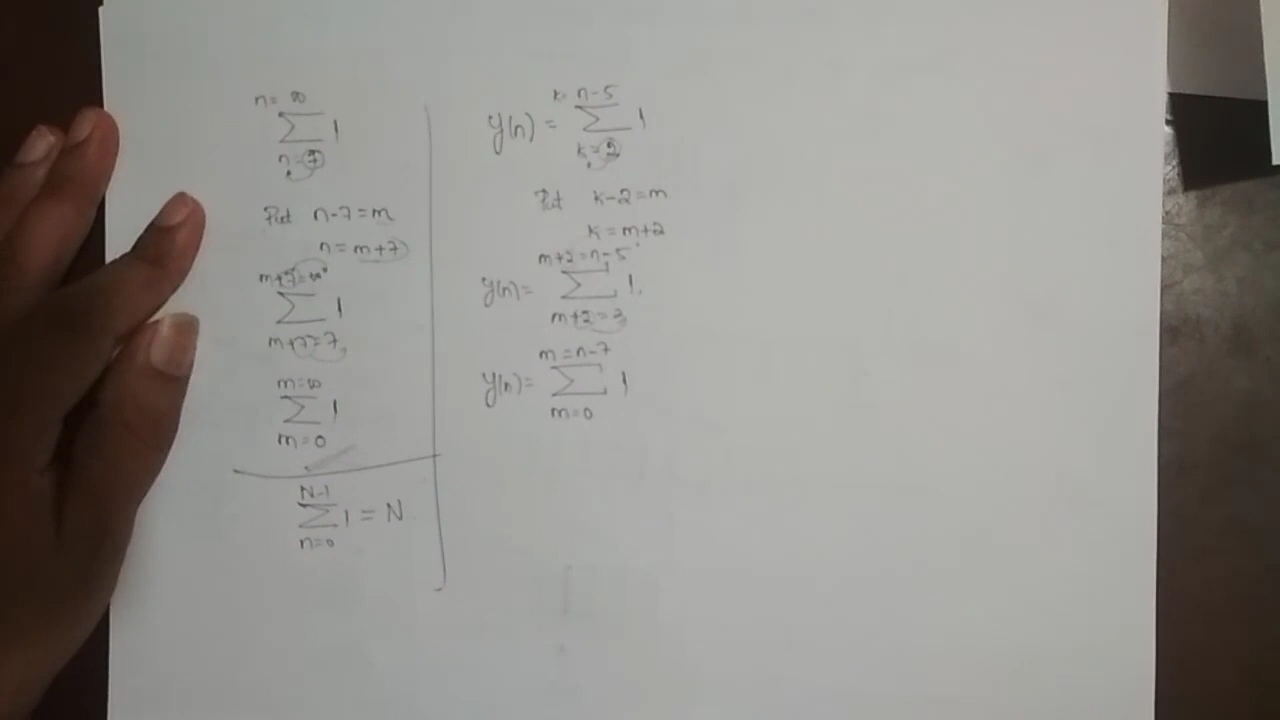 n=∞
∑ 1
n=7
Put n-7=m
n=m+7
m+7=∞
∑ 1
m+7=7
m=∞
∑ 1
m=0
N-1
∑ 1 = N
n=0
k=n-5
y(n) = ∑ 1
k=2
Put k-2=m
k=m+2
m+2=n-5
y(n)= ∑ 1
m+2=2
m=n-7
y(n)= ∑ 1
m=0